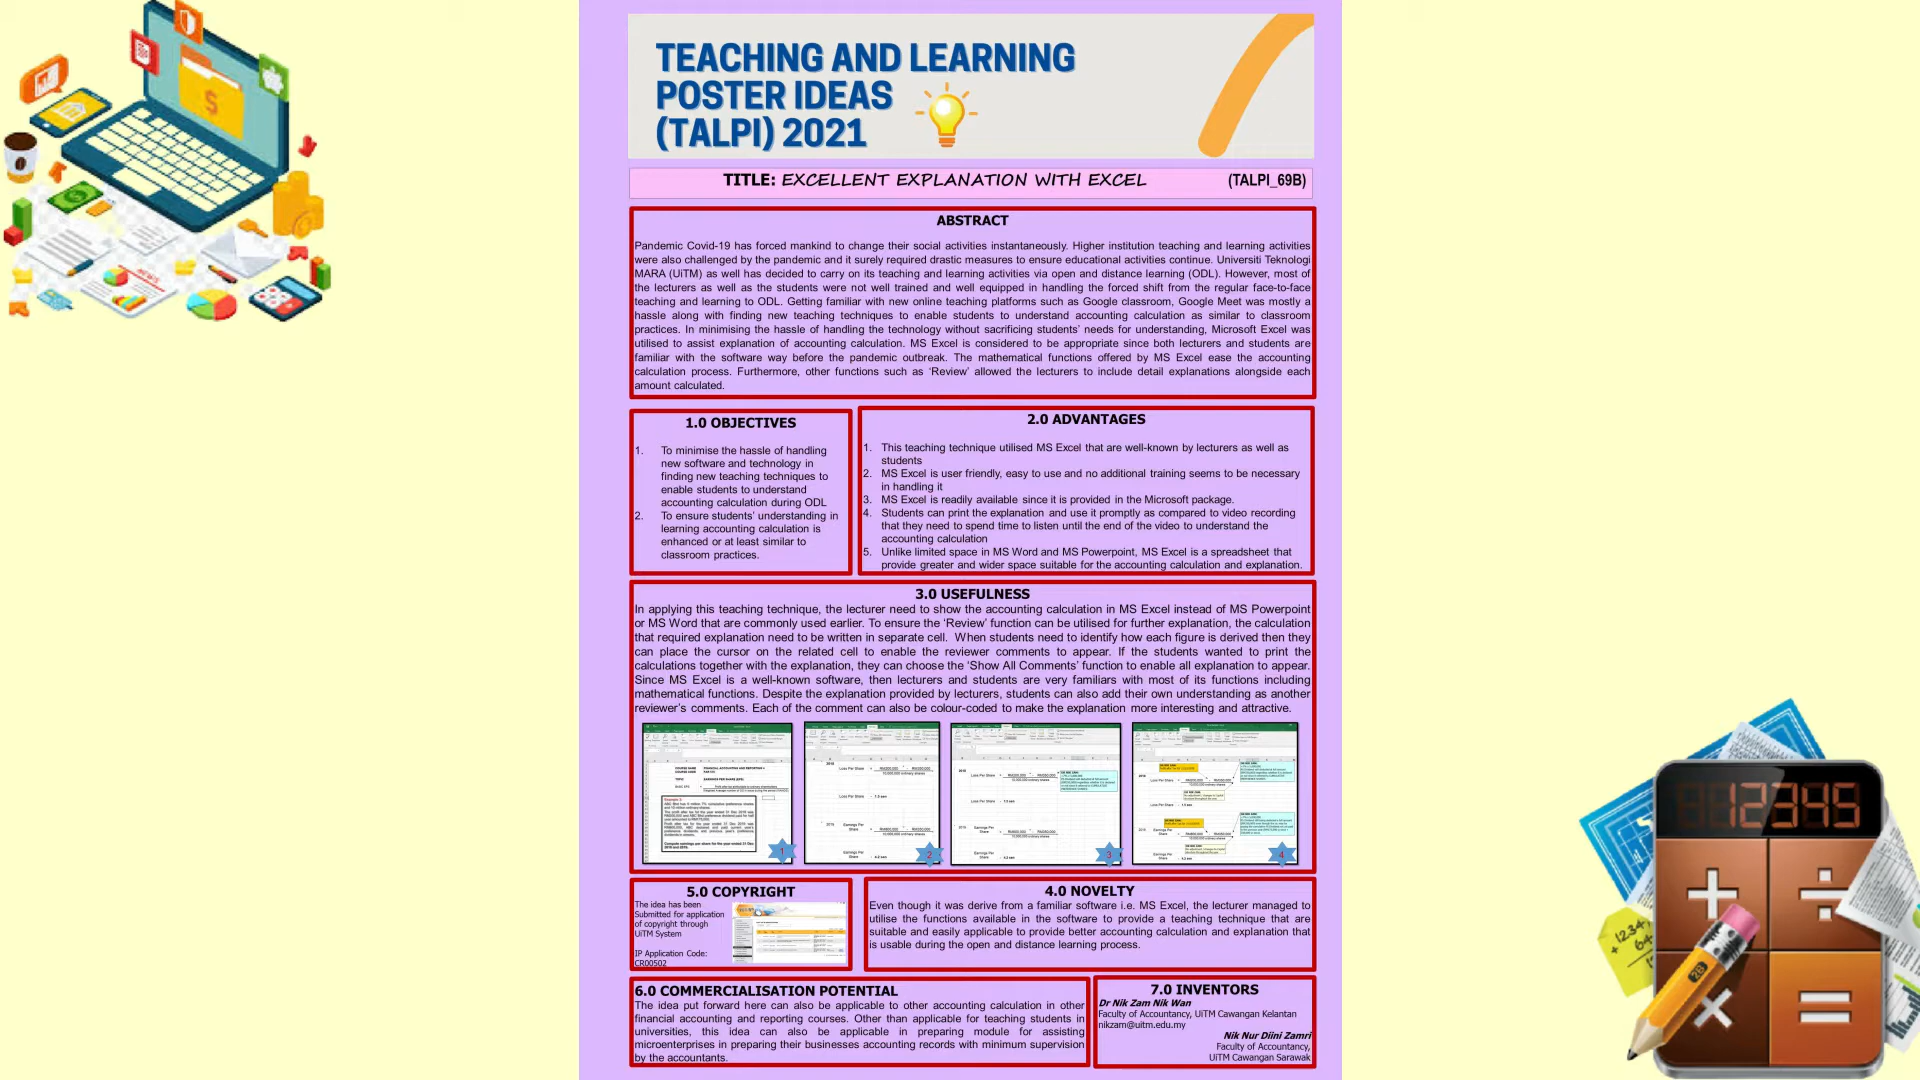 TEACHING AND LEARNING
POSTER IDEAS
(TALPI) 2021
TITLE: EXCELLENT EXPLANATION WITH EXCEL (TALPI_69B)
ABSTRACT
Pandemic Covid-19 has forced mankind to change their social activities instantaneously. Higher institution teaching and learning activities
were also challenged by the pandemic and it surely required drastic measures to ensure educational activities continue. Universiti Teknologi
MARA (UiTM) as well has decided to carry on its teaching and learning activities via open and distance learning (ODL). However, most of
the lecturers as well as the students were not well trained and well equipped in handling the forced shift from the regular face-to-face
teaching and learning to ODL. Getting familiar with new online teaching platforms such as Google classroom, Google Meet was mostly a
hassle along with finding new teaching techniques to enable students to understand accounting calculation as similar to classroom
practices. In minimising the hassle of handling the technology without sacrificing students' needs for understanding, Microsoft Excel was
utilised to assist explanation of accounting calculation. MS Excel is considered to be appropriate since both lecturers and students are
familiar with the software way before the pandemic outbreak. The mathematical functions offered by MS Excel ease the accounting
calculation process. Furthermore, other functions such as 'Review' allowed the lecturers to include detail explanations alongside each
amount calculated.
1.0 OBJECTIVES
1. To minimise the hassle of handling
new software and technology in
finding new teaching techniques to
enable students to understand
accounting calculation during ODL
2. To ensure students' understanding in
learning accounting calculation is
enhanced or at least similar to
classroom practices.
2.0 ADVANTAGES
1. This teaching technique utilised MS Excel that are well-known by lecturers as well as
students
2. MS Excel is user friendly, easy to use and no additional training seems to be necessary
in handling it
3. MS Excel is readily available since it is provided in the Microsoft package.
4. Students can print the explanation and use it promptly as compared to video recording
that they need to spend time to listen until the end of the video to understand the
accounting calculation
5. Unlike limited space in MS Word and MS Powerpoint, MS Excel is a spreadsheet that
provide greater and wider space suitable for the accounting calculation and explanation.
3.0 USEFULNESS
In applying this teaching technique, the lecturer need to show the accounting calculation in MS Excel instead of MS Powerpoint
or MS Word that are commonly used earlier. To ensure the 'Review' function can be utilised for further explanation, the calculation
that required explanation need to be written in separate cell. When students need to identify how each figure is derived then they
can place the cursor on the related cell to enable the reviewer comments to appear. If the students wanted to print the
calculations together with the explanation, they can choose the 'Show All Comments' function to enable all explanation to appear.
Since MS Excel is a well-known software, then lecturers and students are very familiars with most of its functions including
mathematical functions. Despite the explanation provided by lecturers, students can also add their own understanding as another
reviewer's comments. Each of the comment can also be colour-coded to make the explanation more interesting and attractive.
1
2
3
4
5.0 COPYRIGHT
The idea has been
Submitted for application
of copyright through
UiTM System
IP Application Code:
CR00502
4.0 NOVELTY
Even though it was derive from a familiar software i.e. MS Excel, the lecturer managed to
utilise the functions available in the software to provide a teaching technique that are
suitable and easily applicable to provide better accounting calculation and explanation that
is usable during the open and distance learning process.
6.0 COMMERCIALISATION POTENTIAL
The idea put forward here can also be applicable to other accounting calculation in other
financial accounting and reporting courses. Other than applicable for teaching students in
universities, this idea can also be applicable in preparing module for assisting
microenterprises in preparing their businesses accounting records with minimum supervision
by the accountants.
7.0 INVENTORS
Dr Nik Zam Nik Wan
Faculty of Accountancy, UiTM Cawangan Kelantan
nikzam@uitm.edu.my
Nik Nur Diini Zamri
Faculty of Accountancy,
UiTM Cawangan Sarawak
12345